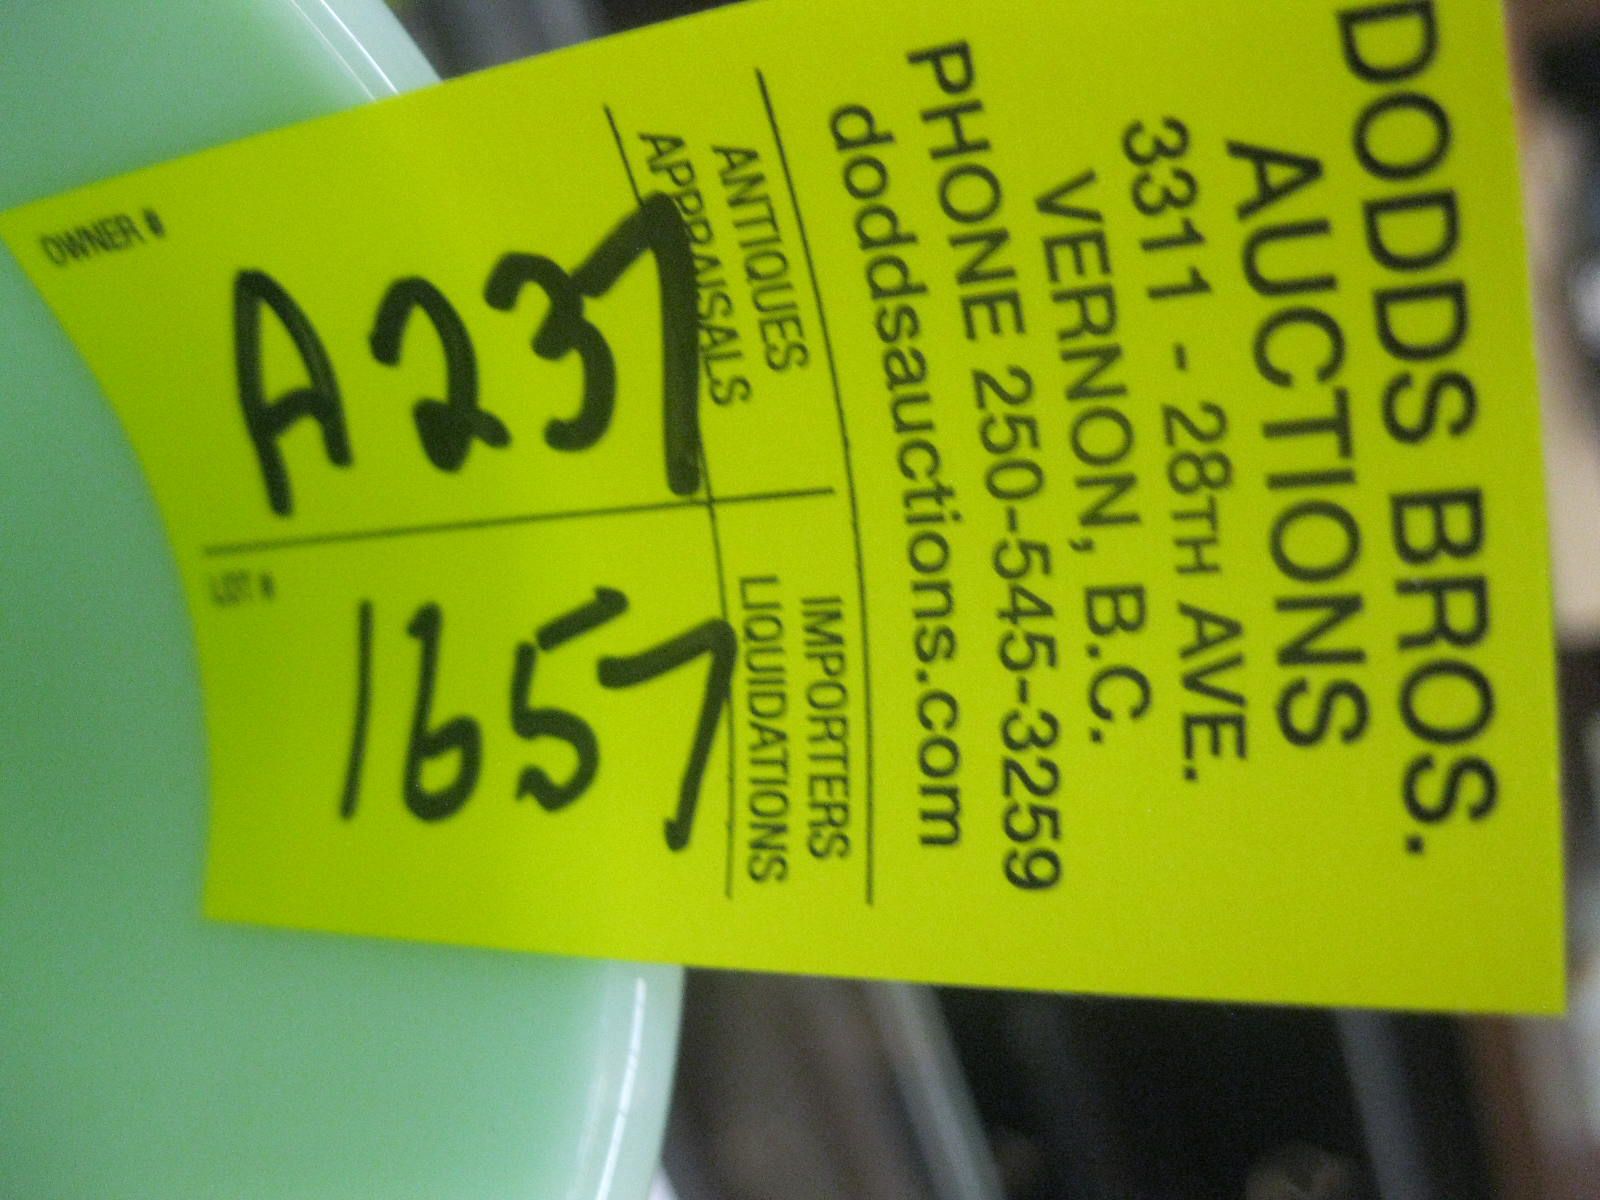 DODDS BROS.
AUCTIONS
3311 - 28TH AVE.
VERNON, B.C.
PHONE 250-545-3259
doddsauctions.com
ANTIQUES IMPORTERS
APPRAISALS LIQUIDATIONS
A237 1657
OWNER # LOT #